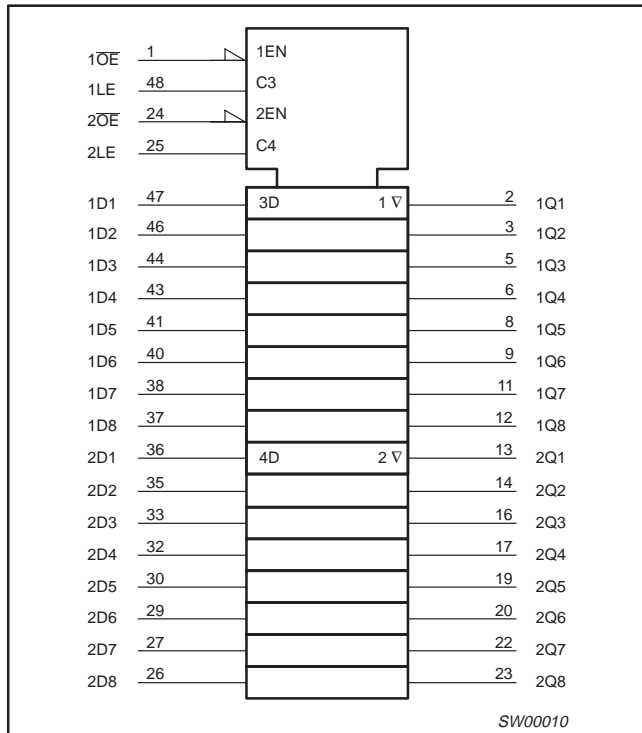 1O̅E̅ 1 1EN
1LE 48 C3
2O̅E̅ 24 2EN
2LE 25 C4
1D1 47 3D 1 ∇ 2 1Q1
1D2 46 3 1Q2
1D3 44 5 1Q3
1D4 43 6 1Q4
1D5 41 8 1Q5
1D6 40 9 1Q6
1D7 38 11 1Q7
1D8 37 12 1Q8
2D1 36 4D 2 ∇ 13 2Q1
2D2 35 14 2Q2
2D3 33 16 2Q3
2D4 32 17 2Q4
2D5 30 19 2Q5
2D6 29 20 2Q6
2D7 27 22 2Q7
2D8 26 23 2Q8
SW00010